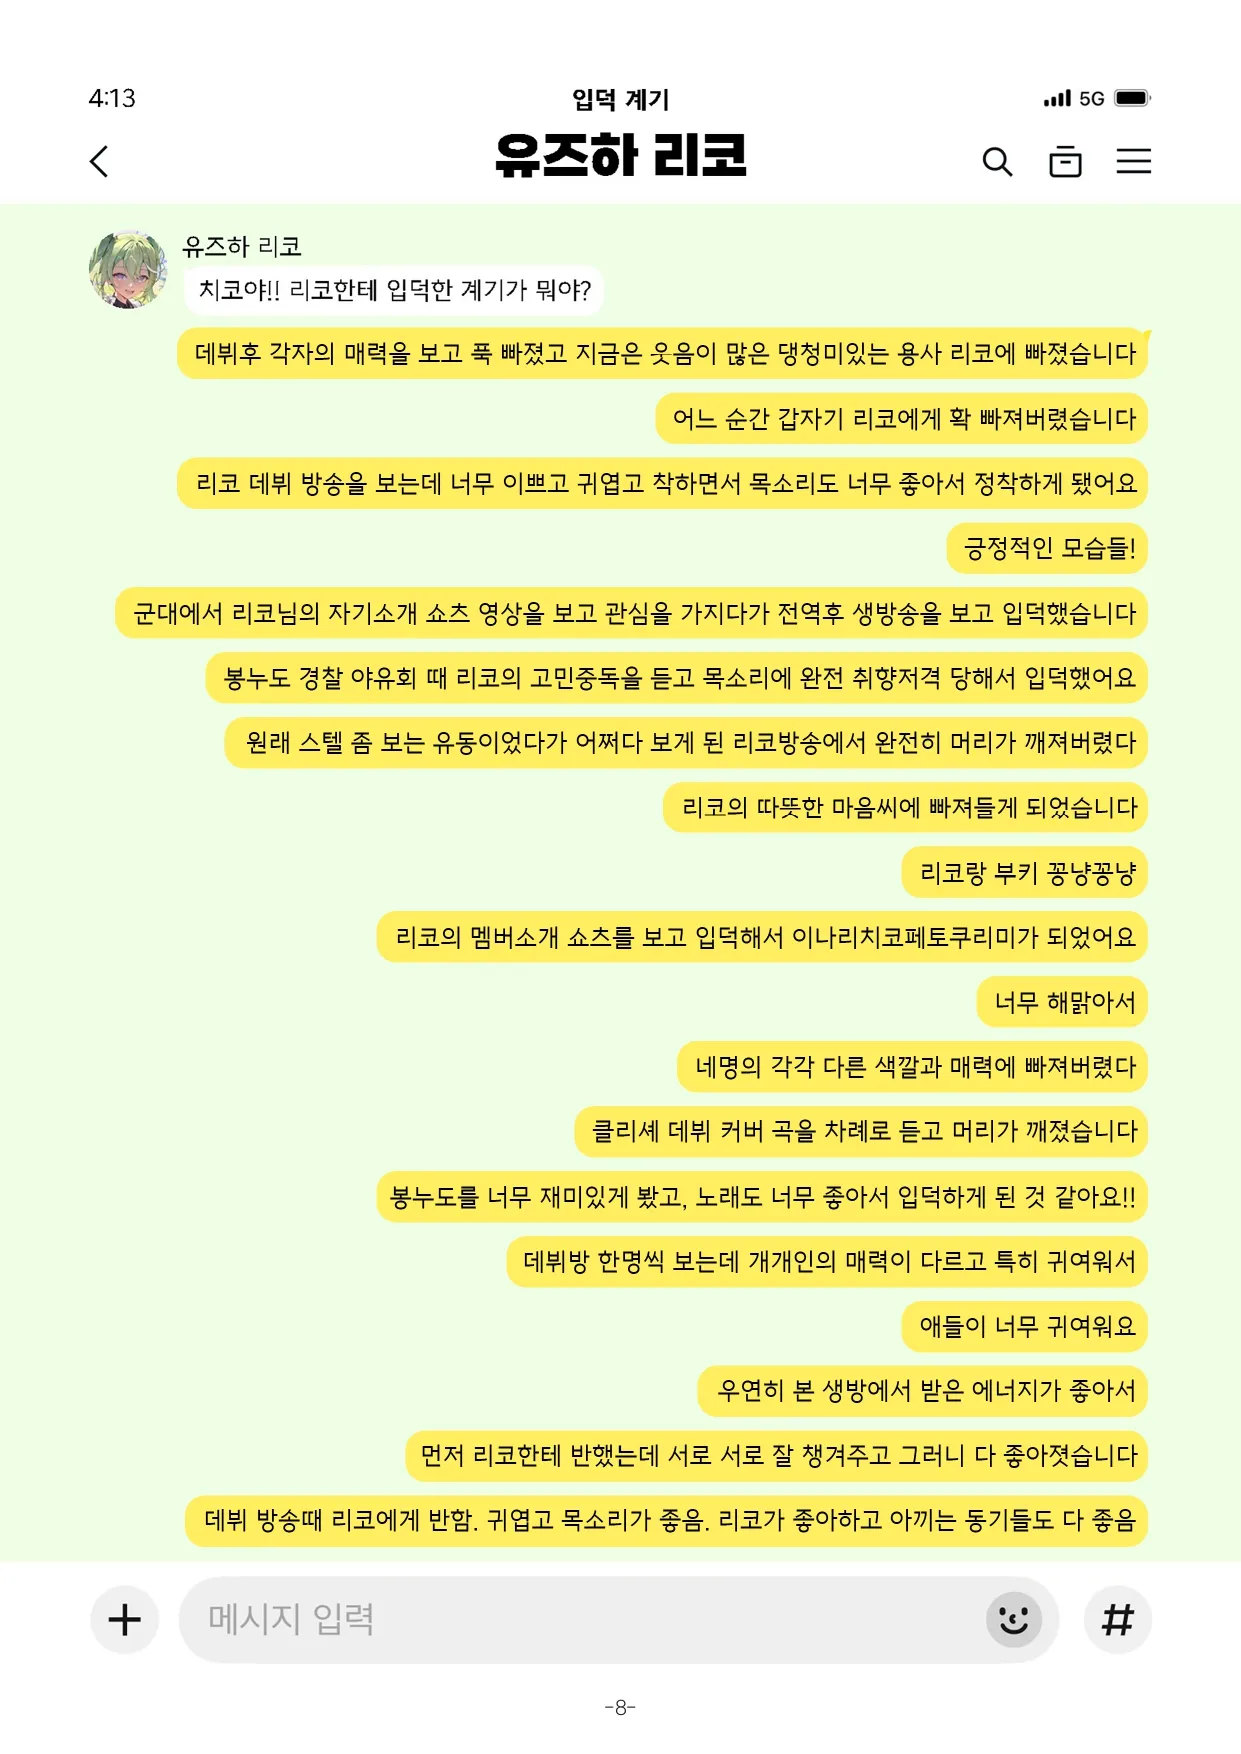 4:13
입덕 계기
5G
유즈하 리코
유즈하 리코
치코야!! 리코한테 입덕한 계기가 뭐야?
데뷔후 각자의 매력을 보고 푹 빠졌고 지금은 웃음이 많은 댕청미있는 용사 리코에 빠졌습니다
어느 순간 갑자기 리코에게 확 빠져버렸습니다
리코 데뷔 방송을 보는데 너무 이쁘고 귀엽고 착하면서 목소리도 너무 좋아서 정착하게 됐어요
긍정적인 모습들!
군대에서 리코님의 자기소개 쇼츠 영상을 보고 관심을 가지다가 전역후 생방송을 보고 입덕했습니다
봉누도 경찰 야유회 때 리코의 고민중독을 듣고 목소리에 완전 취향저격 당해서 입덕했어요
원래 스텔 좀 보는 유동이었다가 어쩌다 보게 된 리코방송에서 완전히 머리가 깨져버렸다
리코의 따뜻한 마음씨에 빠져들게 되었습니다
리코랑 부키 꽁냥꽁냥
리코의 멤버소개 쇼츠를 보고 입덕해서 이나리치코페토쿠리미가 되었어요
너무 해맑아서
네명의 각각 다른 색깔과 매력에 빠져버렸다
클리셰 데뷔 커버 곡을 차례로 듣고 머리가 깨졌습니다
봉누도를 너무 재미있게 봤고, 노래도 너무 좋아서 입덕하게 된 것 같아요!!
데뷔방 한명씩 보는데 개개인의 매력이 다르고 특히 귀여워서
애들이 너무 귀여워요
우연히 본 생방에서 받은 에너지가 좋아서
먼저 리코한테 반했는데 서로 서로 잘 챙겨주고 그러니 다 좋아졋습니다
데뷔 방송때 리코에게 반함. 귀엽고 목소리가 좋음. 리코가 좋아하고 아끼는 동기들도 다 좋음
메시지 입력
#
-8-